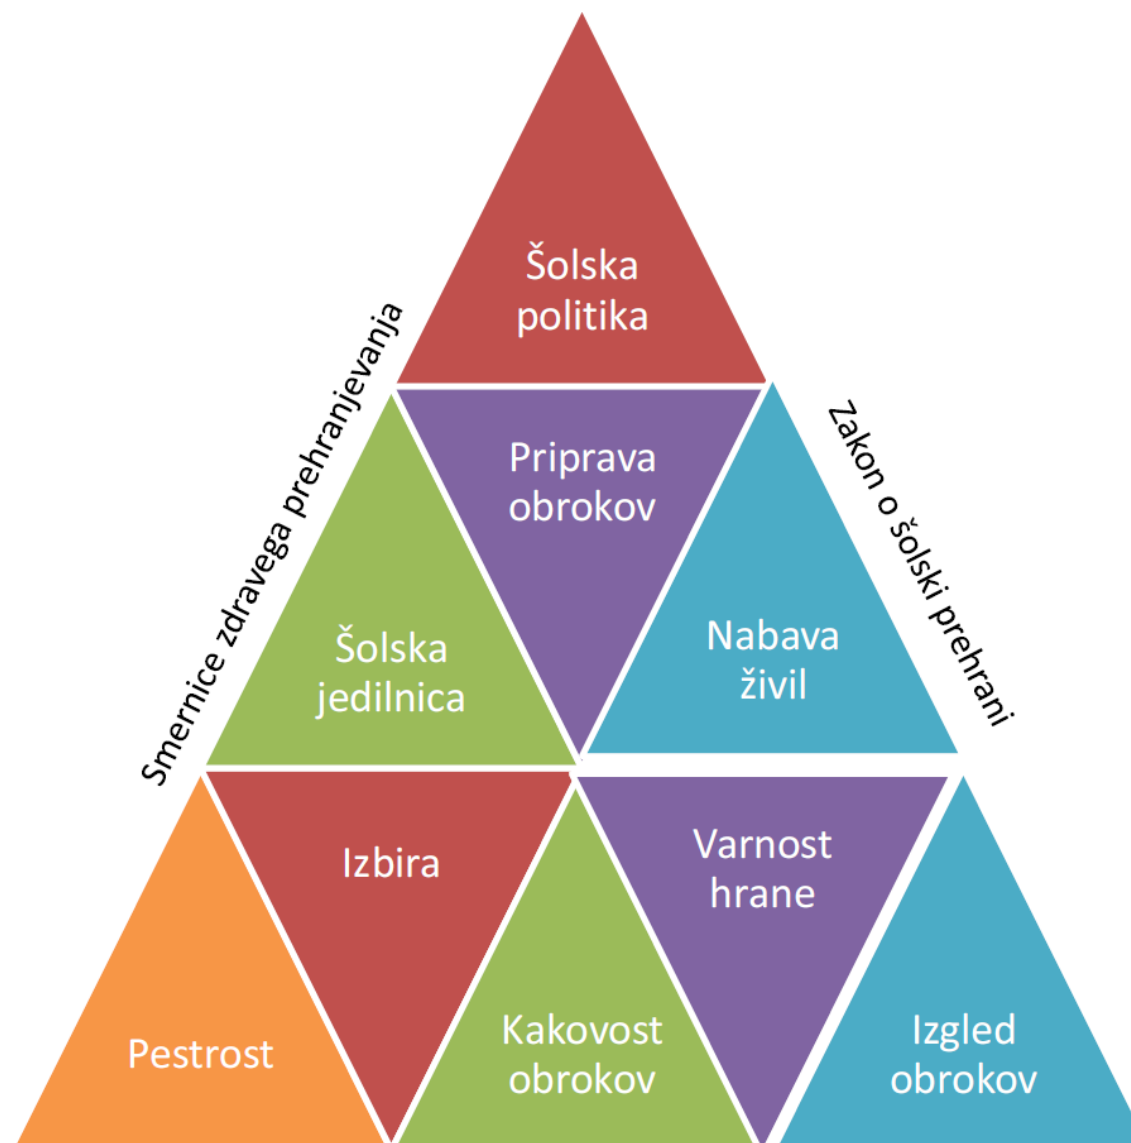 Šolska
politika
Smernice zdravega prehranjevanja
Zakon o šolski prehrani
Priprava
obrokov
Šolska
jedilnica
Nabava
živil
Izbira
Varnost
hrane
Pestrost
Kakovost
obrokov
Izgled
obrokov